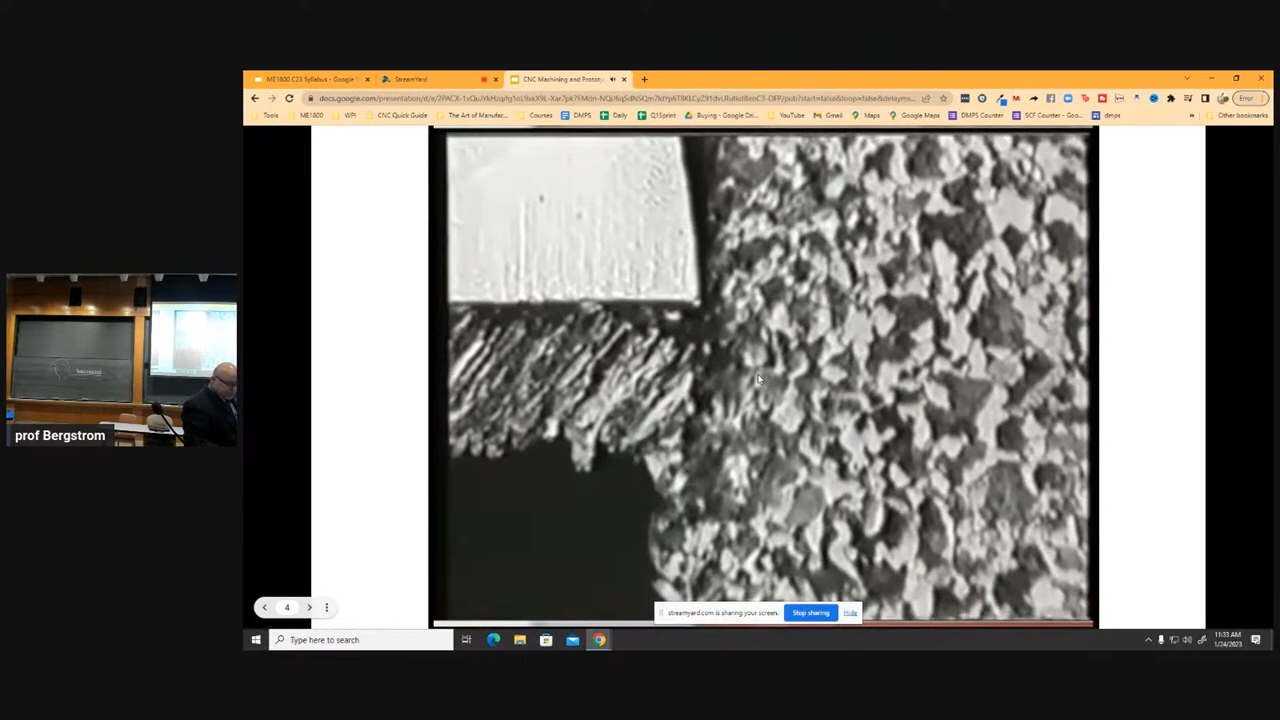 ME1800 C23 Syllabus - Google
StreamYard
CNC Machining and Prototy
Error
Tools
ME1800
WPI
CNC Quick Guide
The Art of Manufac...
Courses
DMPS
Daily
Q1Sprint
Buying - Google Dri...
YouTube
Gmail
Maps
Google Maps
DMPS Counter
SCF Counter - Goo...
dmps
»
Other bookmarks
prof Bergstrom
4
streamyard.com is sharing your screen.
Stop sharing
Hide
Type here to search
11:33 AM
1/24/2023